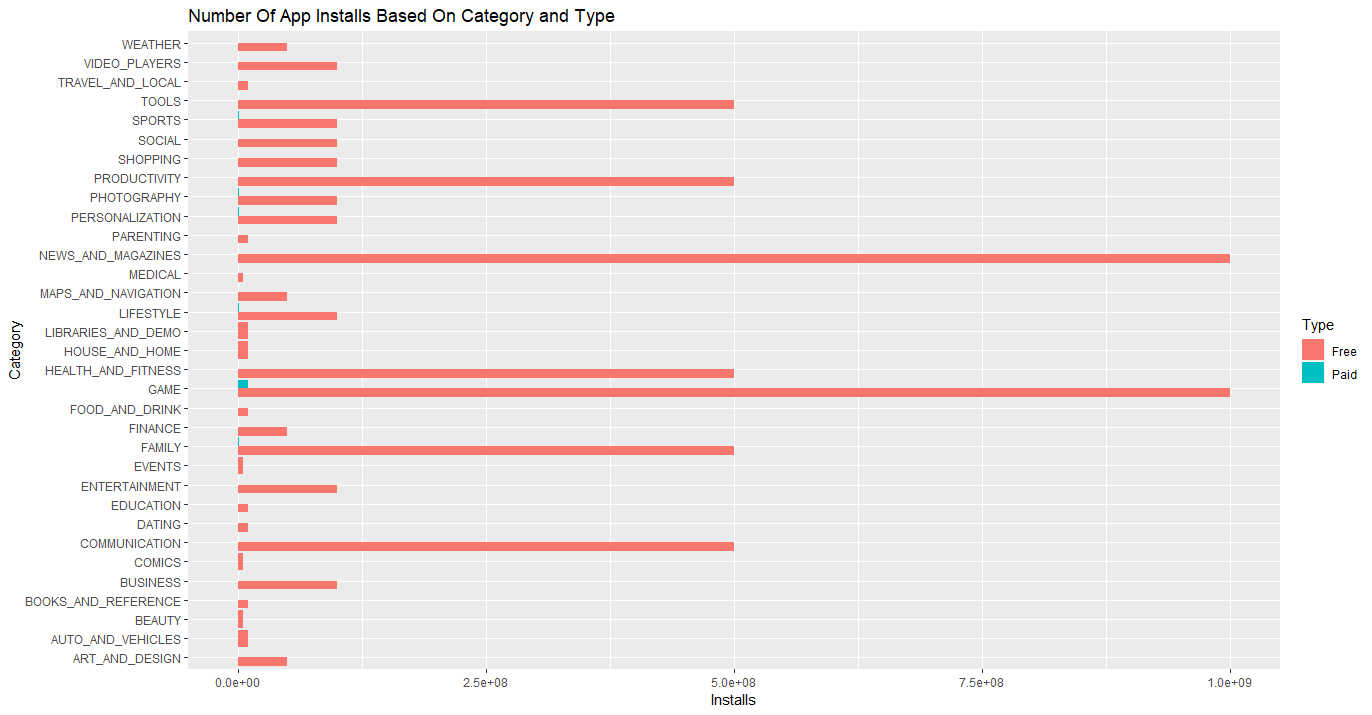 Number Of App Installs Based On Category and Type
WEATHER
VIDEO_PLAYERS
TRAVEL_AND_LOCAL
TOOLS
SPORTS
SOCIAL
SHOPPING
PRODUCTIVITY
PHOTOGRAPHY
PERSONALIZATION
PARENTING
NEWS_AND_MAGAZINES
MEDICAL
MAPS_AND_NAVIGATION
LIFESTYLE
LIBRARIES_AND_DEMO
HOUSE_AND_HOME
HEALTH_AND_FITNESS
GAME
FOOD_AND_DRINK
FINANCE
FAMILY
EVENTS
ENTERTAINMENT
EDUCATION
DATING
COMMUNICATION
COMICS
BUSINESS
BOOKS_AND_REFERENCE
BEAUTY
AUTO_AND_VEHICLES
ART_AND_DESIGN
Category
0.0e+00 2.5e+08 5.0e+08 7.5e+08 1.0e+09
Installs
Type
Free
Paid